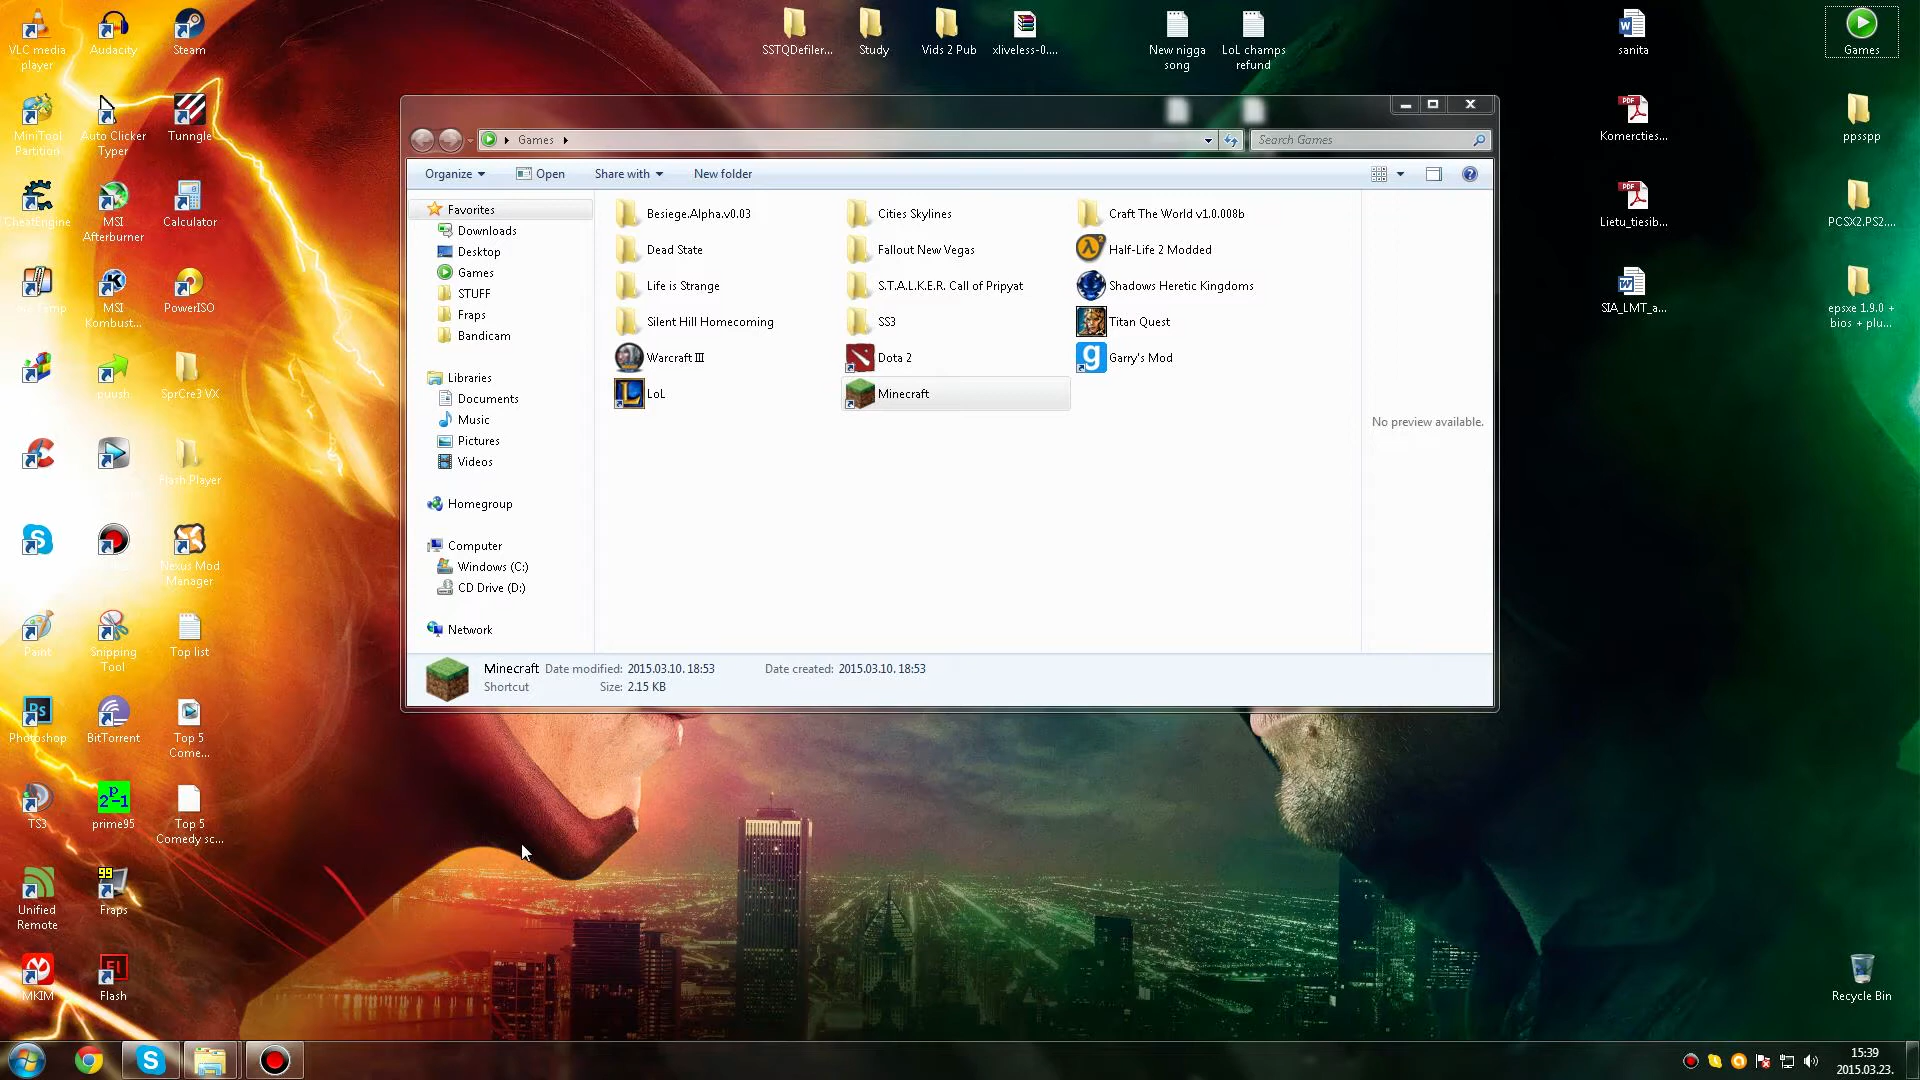 VLC media
player
Audacity
Steam
SSTQDefiler...
Study
Vids 2 Pub
xliveless-0....
New nigga
song
LoL champs
refund
sanita
Games
MiniTool
Partition
Auto Clicker
Typer
Tunngle
Komercties...
ppsspp
CheatEngine
MSI
Afterburner
Calculator
Lietu_tiesib...
PCSX2.PS2....
MSI
Kombust...
PowerISO
SIA_LMT_a...
epsxe 1.9.0 +
bios + plu...
puush
SprCre3 VX
Flash Player
Nexus Mod
Manager
Paint
Snipping
Tool
Top list
Photoshop
BitTorrent
Top 5
Come...
TS3
prime95
Top 5
Comedy sc...
Unified
Remote
Fraps
MKIM
Flash
Recycle Bin
Games
Search Games
Organize
Open
Share with
New folder
Favorites
Downloads
Desktop
Games
STUFF
Fraps
Bandicam
Libraries
Documents
Music
Pictures
Videos
Homegroup
Computer
Windows (C:)
CD Drive (D:)
Network
Besiege.Alpha.v0.03
Cities Skylines
Craft The World v1.0.008b
Dead State
Fallout New Vegas
Half-Life 2 Modded
Life is Strange
S.T.A.L.K.E.R. Call of Pripyat
Shadows Heretic Kingdoms
Silent Hill Homecoming
SS3
Titan Quest
Warcraft III
Dota 2
Garry's Mod
LoL
Minecraft
No preview available.
Minecraft Date modified: 2015.03.10. 18:53 Date created: 2015.03.10. 18:53
Shortcut Size: 2.15 KB
15:39
2015.03.23.